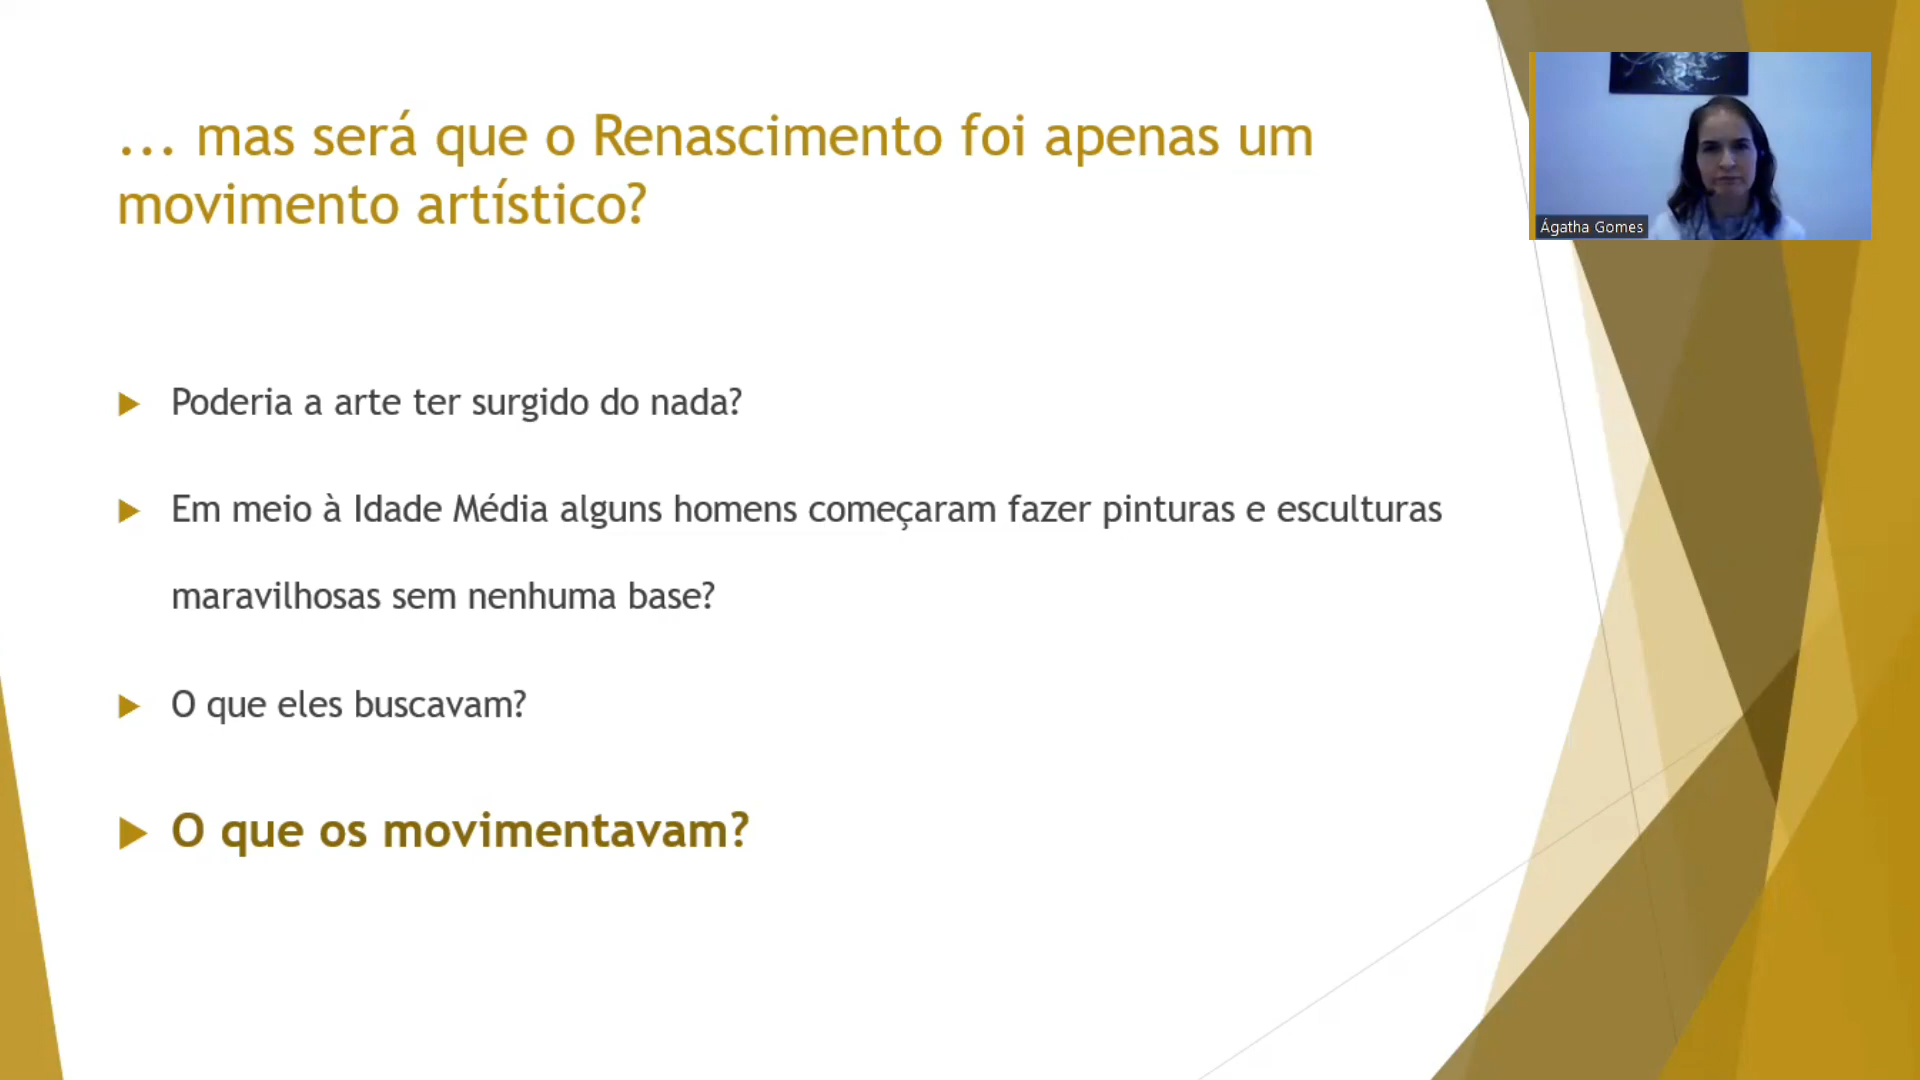 ... mas será que o Renascimento foi apenas um
movimento artístico?
Ágatha Gomes
Poderia a arte ter surgido do nada?
Em meio à Idade Média alguns homens começaram fazer pinturas e esculturas
maravilhosas sem nenhuma base?
O que eles buscavam?
O que os movimentavam?